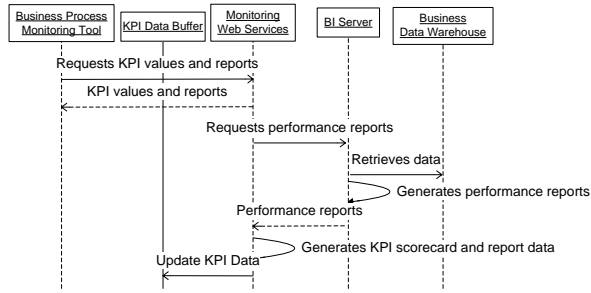 Business Process
Monitoring Tool
KPI Data Buffer
Monitoring
Web Services
BI Server
Business
Data Warehouse
Requests KPI values and reports
KPI values and reports
Requests performance reports
Retrieves data
Generates performance reports
Performance reports
Generates KPI scorecard and report data
Update KPI Data